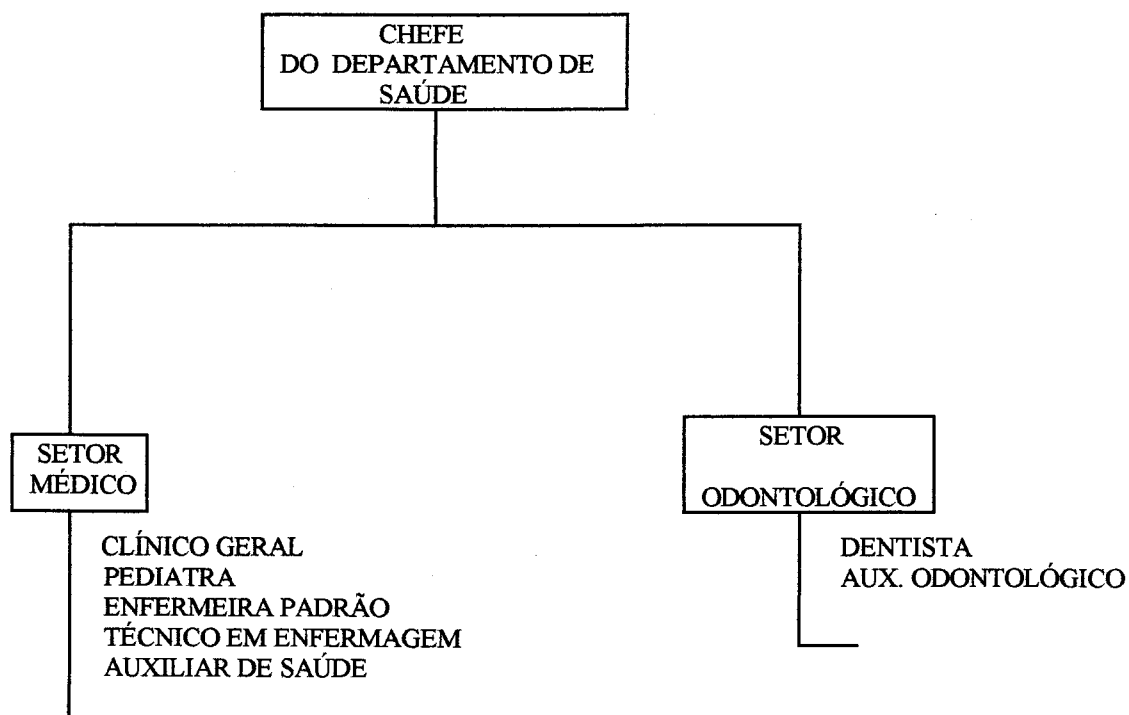 CHEFE
DO DEPARTAMENTO DE
SAÚDE
SETOR
MÉDICO
CLÍNICO GERAL
PEDIATRA
ENFERMEIRA PADRÃO
TÉCNICO EM ENFERMAGEM
AUXILIAR DE SAÚDE
SETOR
ODONTOLÓGICO
DENTISTA
AUX. ODONTOLÓGICO